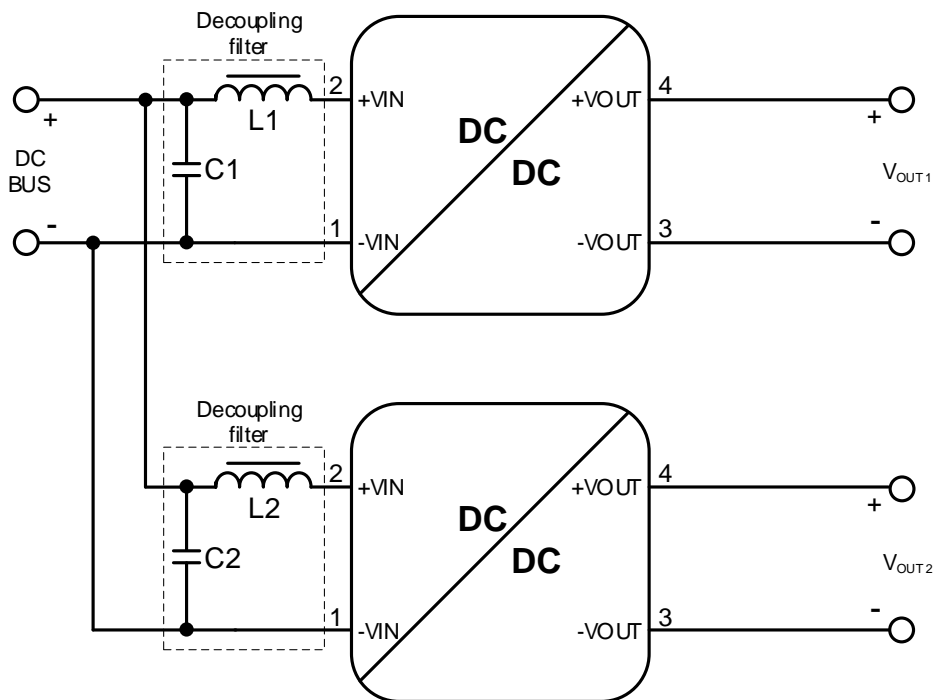 Decoupling
filter
2
+VIN
+VOUT
4
+
L1
DC
+
DC
BUS
C1
DC
VOUT1
-
1
-VIN
-VOUT
3
-
Decoupling
filter
2
+VIN
+VOUT
4
L2
DC
+
C2
DC
VOUT2
1
-VIN
-VOUT
3
-